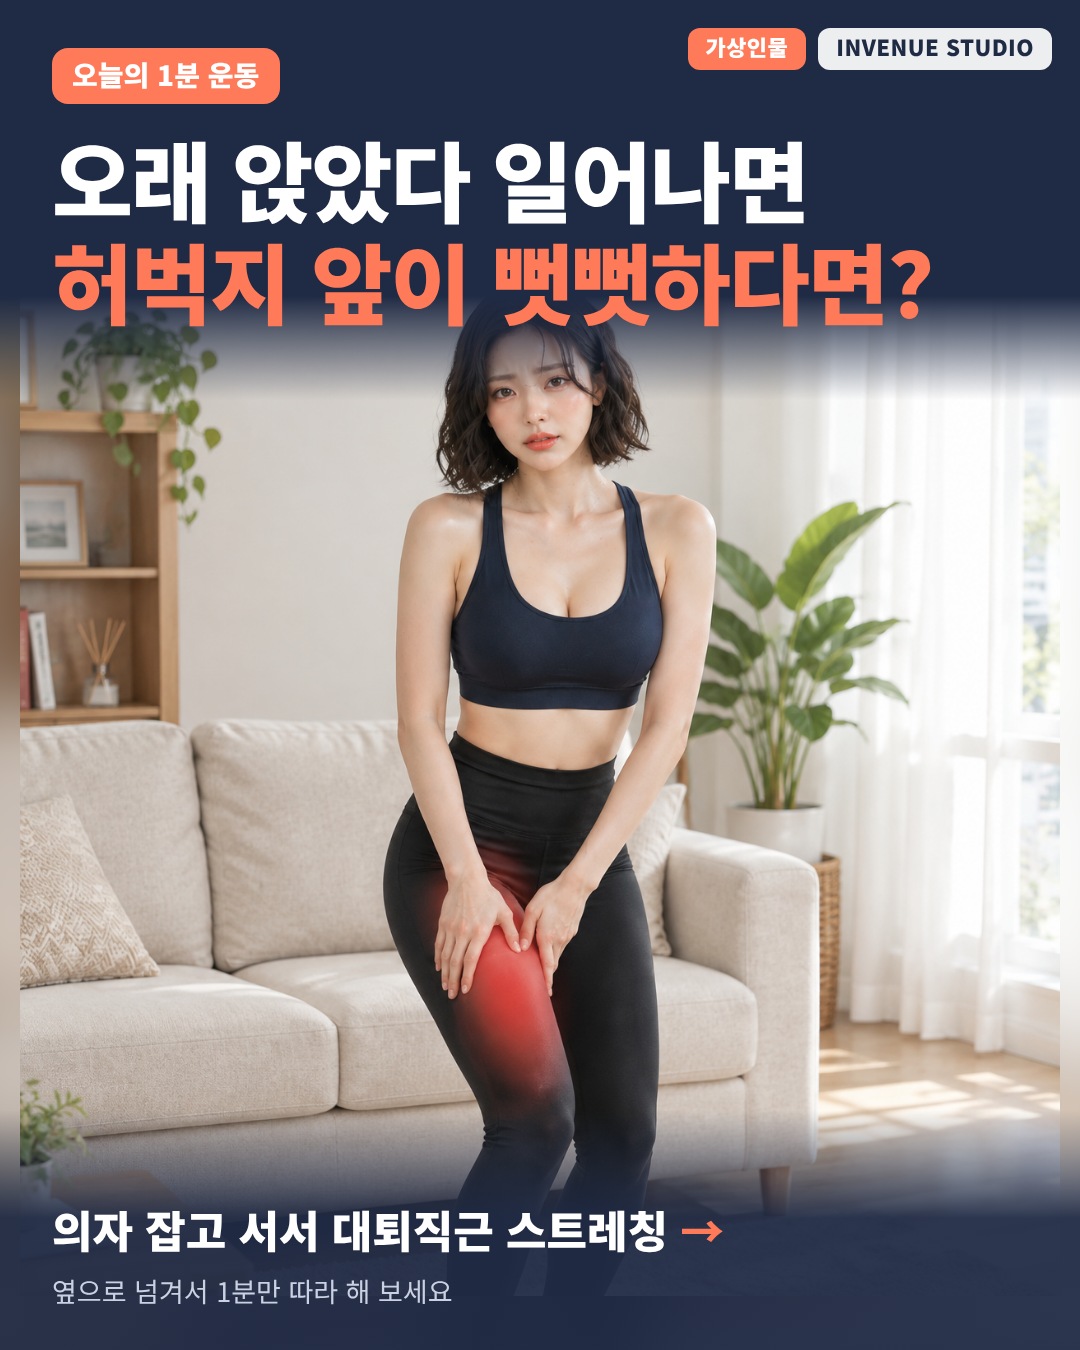 가상인물
INVENUE STUDIO
오늘의 1분 운동
오래 앉았다 일어나면
허벅지 앞이 뻣뻣하다면?
의자 잡고 서서 대퇴직근 스트레칭 →
옆으로 넘겨서 1분만 따라 해 보세요